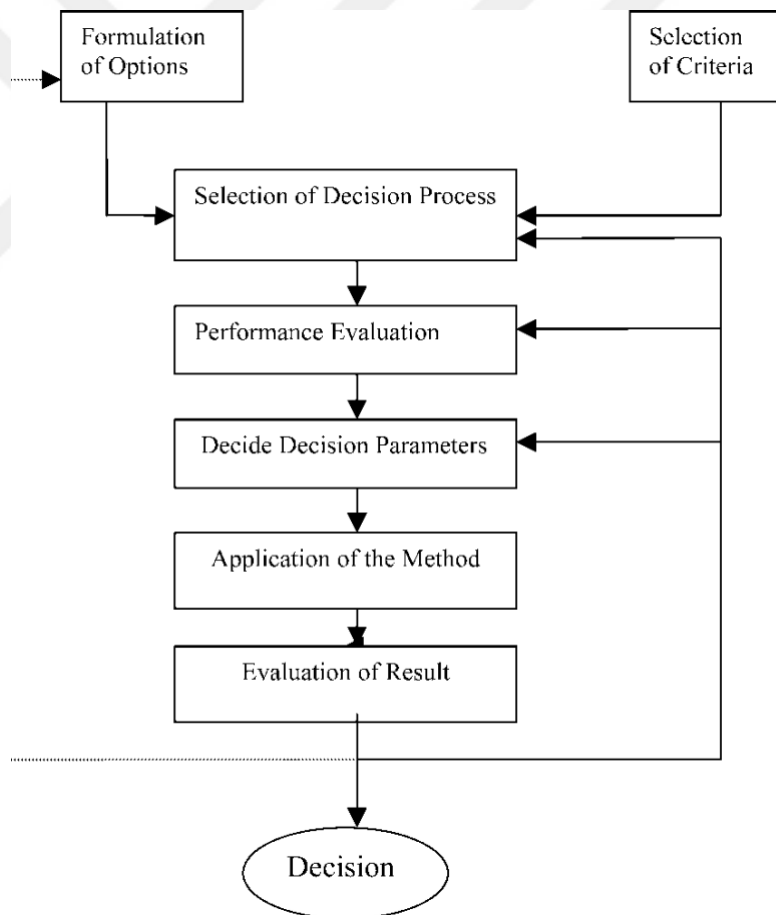 Formulation
of Options
Selection
of Criteria
Selection of Decision Process
Performance Evaluation
Decide Decision Parameters
Application of the Method
Evaluation of Result
Decision